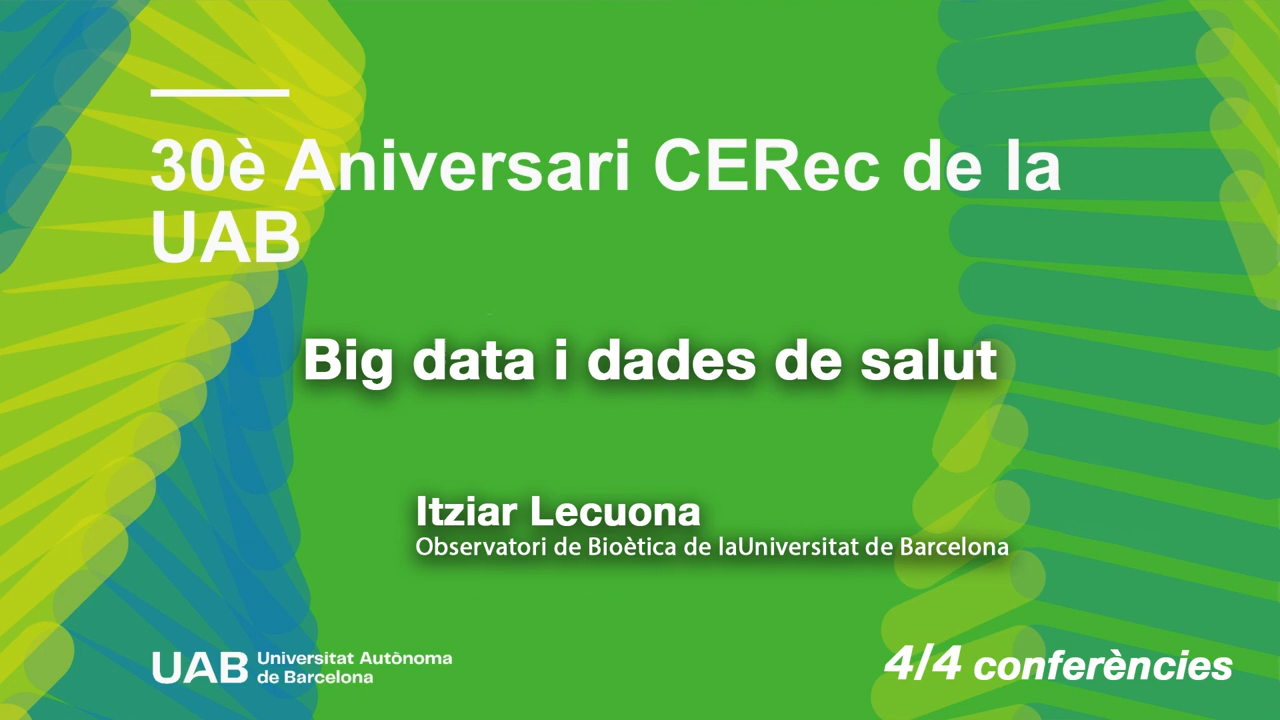 30è Aniversari CERec de la
UAB
Big data i dades de salut
Itziar Lecuona
Observatori de Bioètica de laUniversitat de Barcelona
UAB Universitat Autònoma
de Barcelona
4/4 conferències